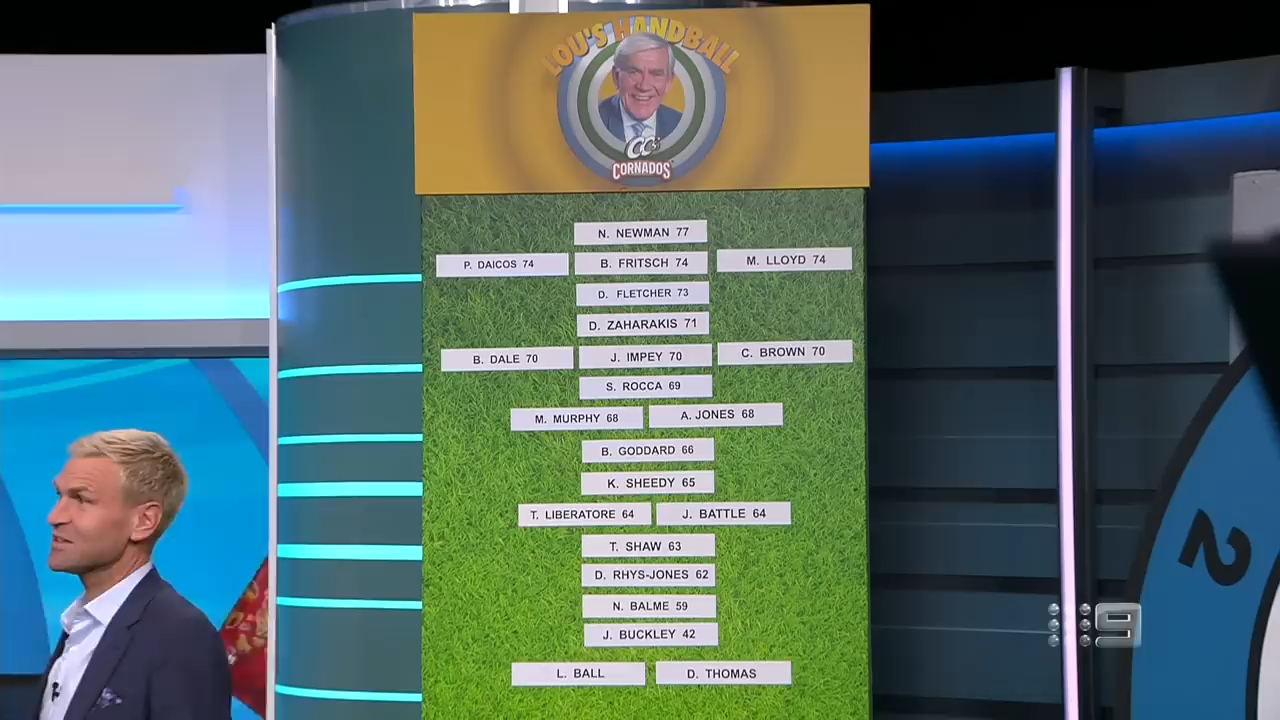 LOU'S HANDBALL
CC's
CORNADOS
N. NEWMAN 77
P. DAICOS 74
B. FRITSCH 74
M. LLOYD 74
D. FLETCHER 73
D. ZAHARAKIS 71
B. DALE 70
J. IMPEY 70
C. BROWN 70
S. ROCCA 69
M. MURPHY 68
A. JONES 68
B. GODDARD 66
K. SHEEDY 65
T. LIBERATORE 64
J. BATTLE 64
T. SHAW 63
D. RHYS-JONES 62
N. BALME 59
J. BUCKLEY 42
L. BALL
D. THOMAS
2
9